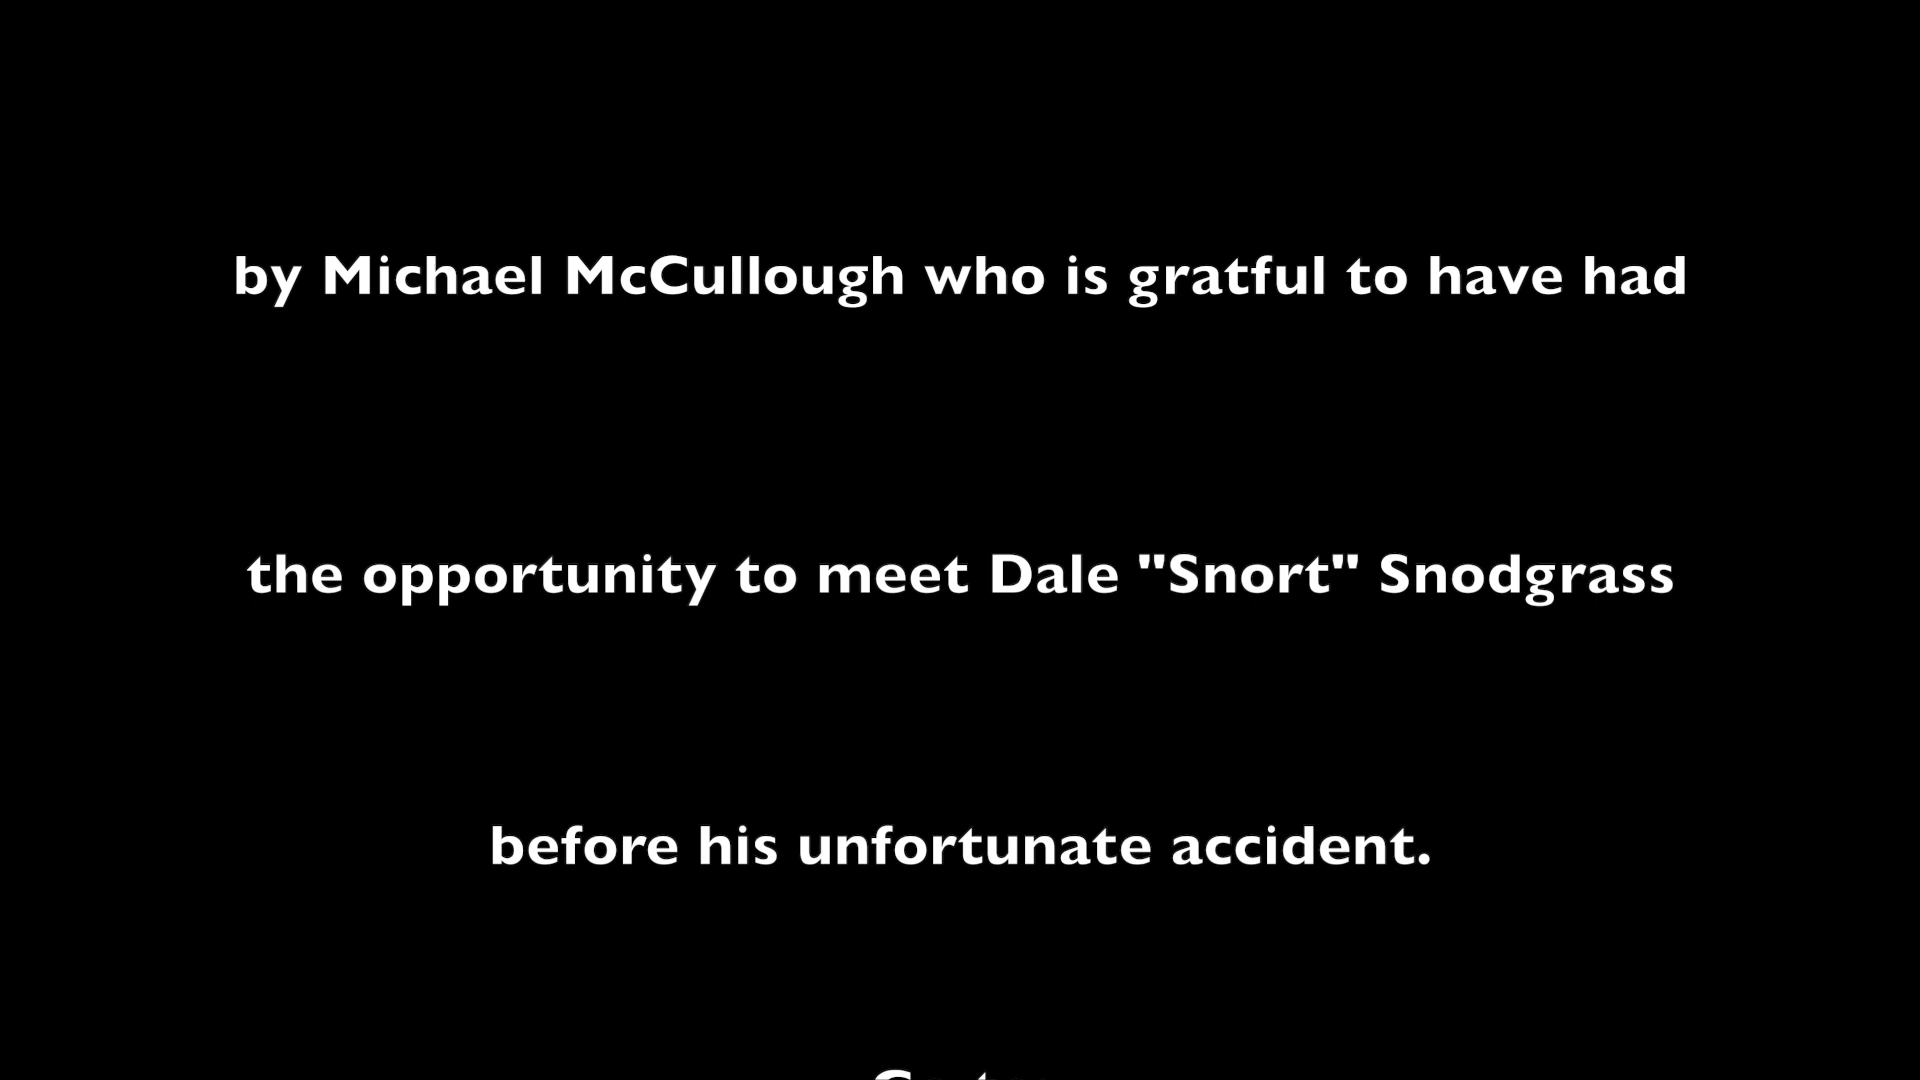 by Michael McCullough who is gratful to have had
the opportunity to meet Dale "Snort" Snodgrass
before his unfortunate accident.